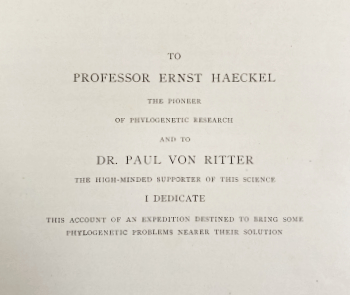 TO
PROFESSOR ERNST HAECKEL
THE PIONEER
OF PHYLOGENETIC RESEARCH
AND TO
DR. PAUL VON RITTER
THE HIGH-MINDED SUPPORTER OF THIS SCIENCE
I DEDICATE
THIS ACCOUNT OF AN EXPEDITION DESTINED TO BRING SOME
PHYLOGENETIC PROBLEMS NEARER THEIR SOLUTION